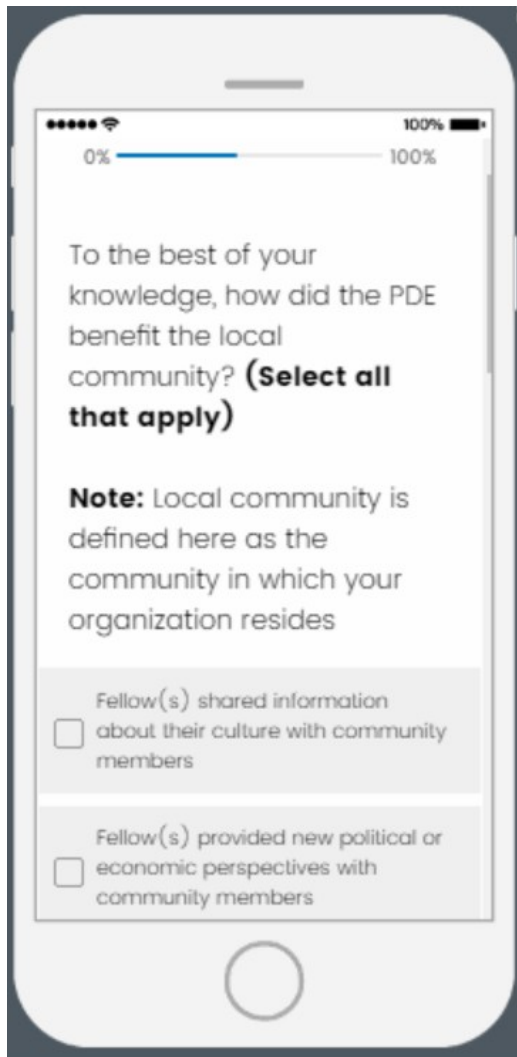 100%
0% 100%
To the best of your
knowledge, how did the PDE
benefit the local
community? (Select all
that apply)
Note: Local community is
defined here as the
community in which your
organization resides
Fellow(s) shared information
about their culture with community
members
Fellow(s) provided new political or
economic perspectives with
community members